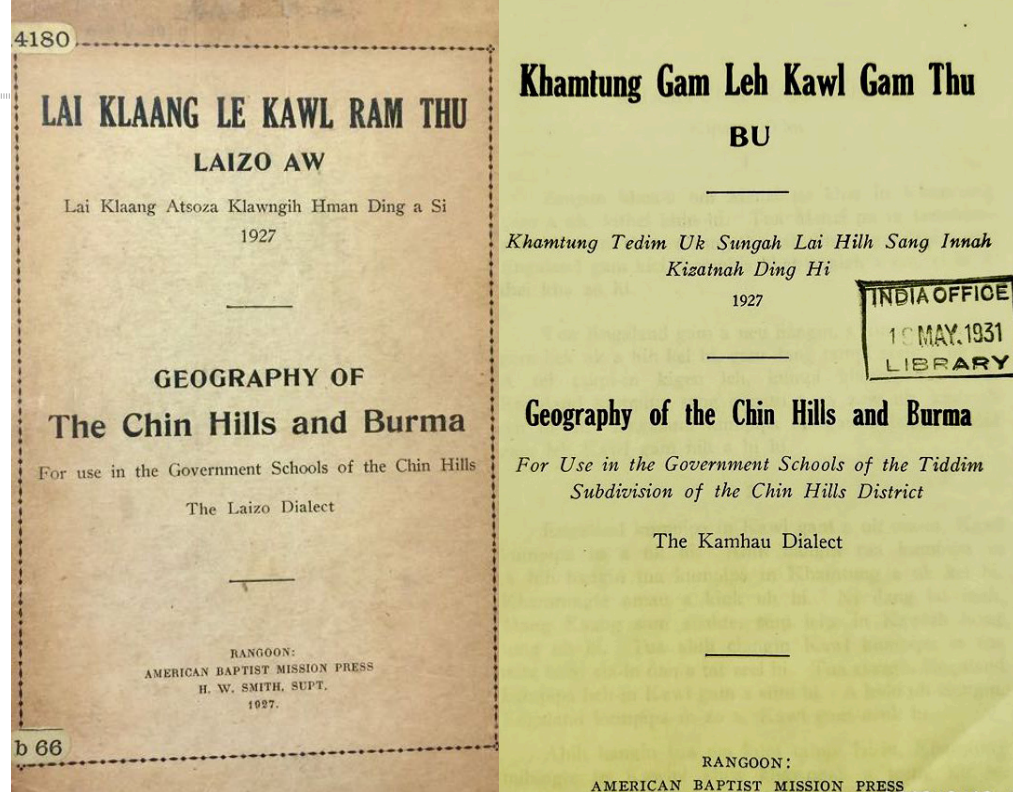 4180
LAI KLAANG LE KAWL RAM THU
LAIZO AW
Lai Klaang Atsoza Klawngih Hman Ding a Si
1927
GEOGRAPHY OF
The Chin Hills and Burma
For use in the Government Schools of the Chin Hills
The Laizo Dialect
RANGOON:
AMERICAN BAPTIST MISSION PRESS
H. W. SMITH, SUPT.
1927.
b 66
Khamtung Gam Leh Kawl Gam Thu
BU
Khamtung Tedim Uk Sungah Lai Hilh Sang Innah
Kizatnah Ding Hi
1927
INDIA OFFICE
MAY.1931
LIBRARY
Geography of the Chin Hills and Burma
For Use in the Government Schools of the Tiddim
Subdivision of the Chin Hills District
The Kamhau Dialect
RANGOON:
AMERICAN BAPTIST MISSION PRESS